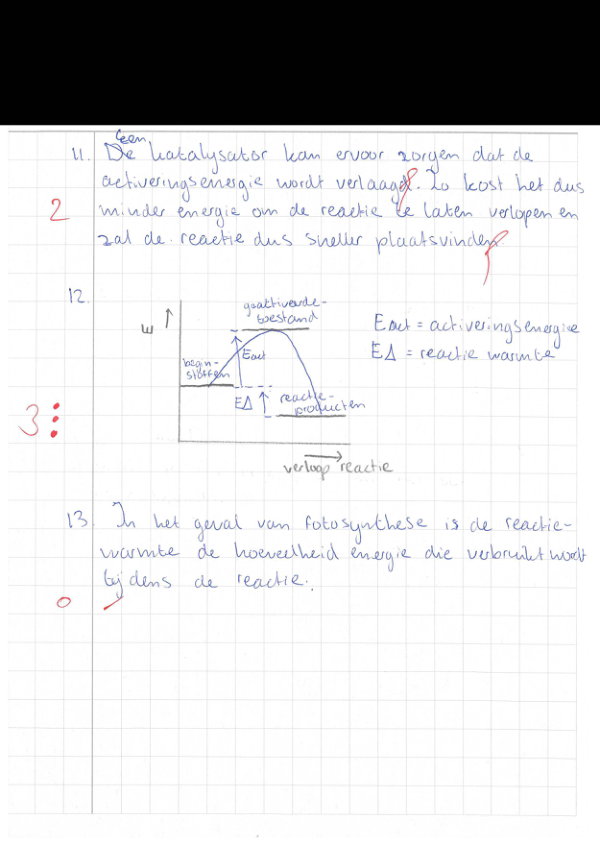 Een
11. De katalysator kan ervoor zorgen dat de
activeringsenergie wordt verlaagd. Zo kost het dus
2 minder energie om de reactie te laten verlopen en
zal de reactie dus sneller plaatsvinden
12.
geactiveerde-
toestand
E
Eact = activeringsenergie
EΔ = reactie warmte
Eact
begin-
stoffen
EΔ
reactie-
producten
3
verloop reactie
13. In het geval van fotosynthese is de reactie-
warmte de hoeveelheid energie die verbruikt wordt
tijdens de reactie.
0